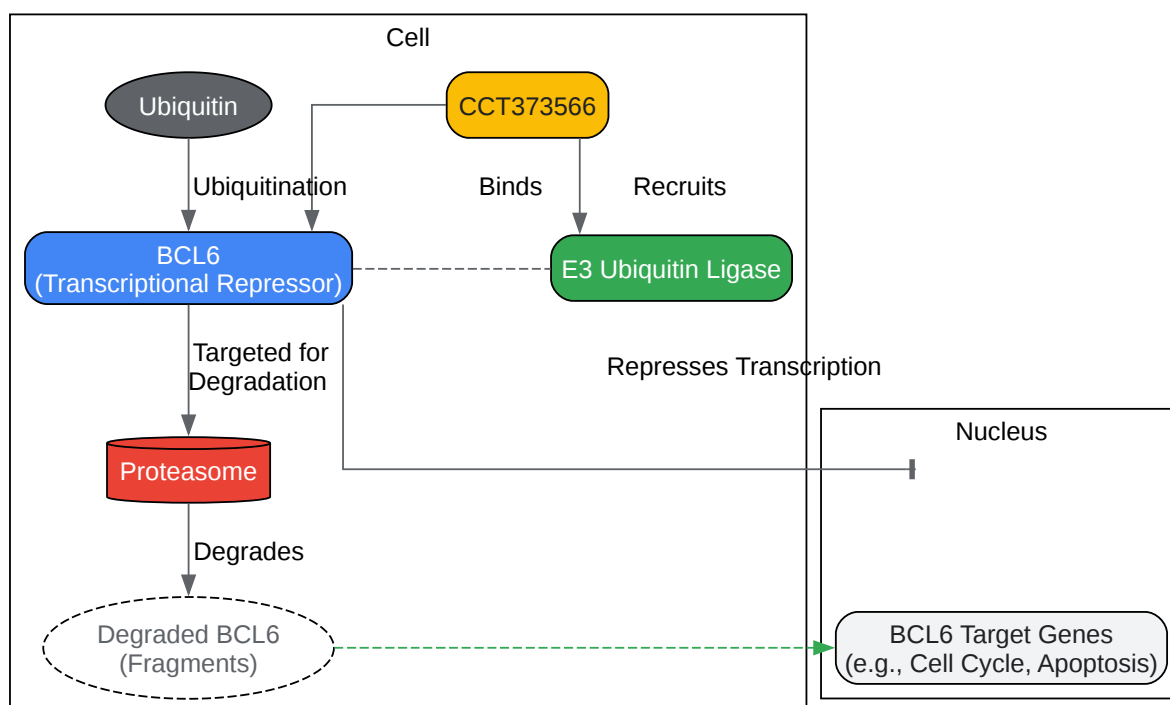 Cell
Ubiquitin
CCT373566
Ubiquitination
Binds
Recruits
BCL6
(Transcriptional Repressor)
E3 Ubiquitin Ligase
Targeted for
Degradation
Represses Transcription
Nucleus
Proteasome
Degrades
Degraded BCL6
(Fragments)
BCL6 Target Genes
(e.g., Cell Cycle, Apoptosis)